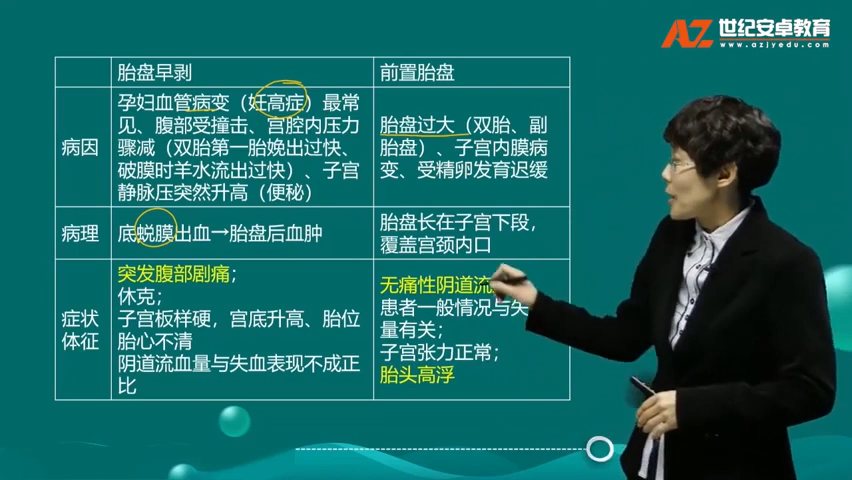 AZ 世纪安卓教育
www.azjyedu.com
胎盘早剥
前置胎盘
病因
孕妇血管病变（妊高症）最常
见、腹部受撞击、宫腔内压力
骤减（双胎第一胎娩出过快、
破膜时羊水流出过快）、子宫
静脉压突然升高（便秘）
胎盘过大（双胎、副
胎盘）、子宫内膜病
变、受精卵发育迟缓
病理
底蜕膜出血→胎盘后血肿
胎盘长在子宫下段，
覆盖宫颈内口
症状
体征
突发腹部剧痛；
休克；
子宫板样硬，宫底升高、胎位
胎心不清
阴道流血量与失血表现不成正
比
无痛性阴道流
患者一般情况与失
量有关；
子宫张力正常；
胎头高浮